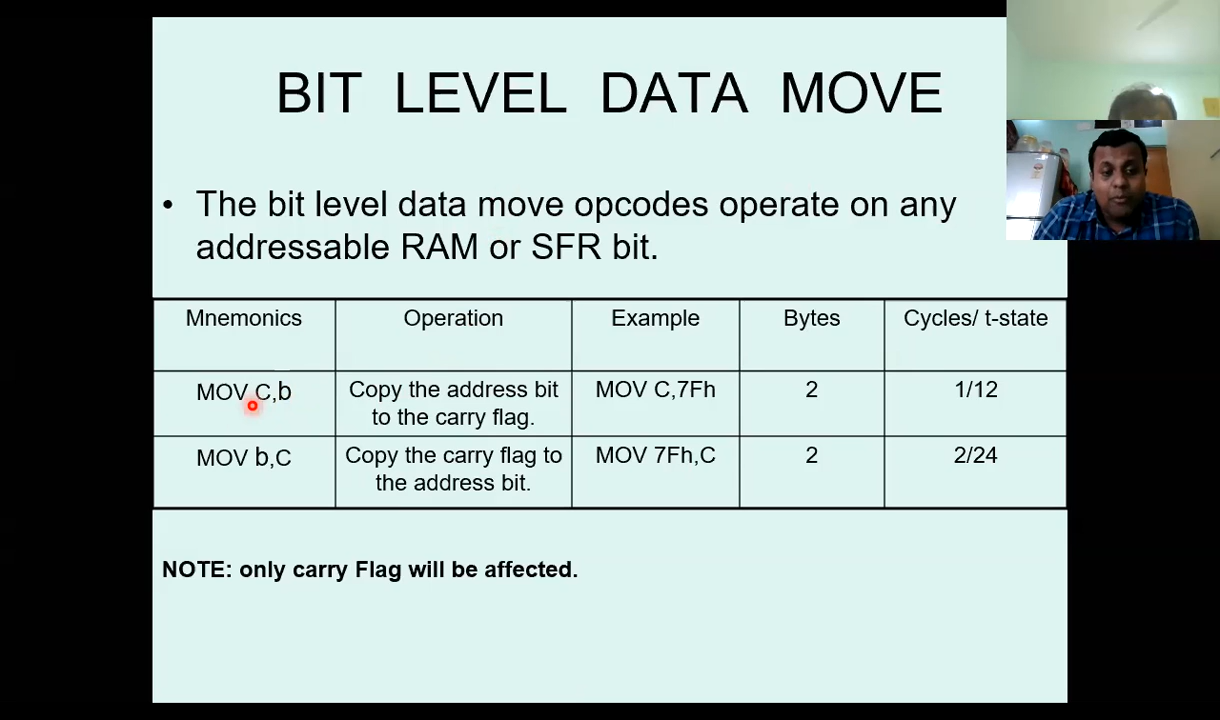 BIT LEVEL DATA MOVE
• The bit level data move opcodes operate on any
addressable RAM or SFR bit.
Mnemonics Operation Example Bytes Cycles/ t-state
MOV C,b Copy the address bit to the carry flag. MOV C,7Fh 2 1/12
MOV b,C Copy the carry flag to the address bit. MOV 7Fh,C 2 2/24
NOTE: only carry Flag will be affected.